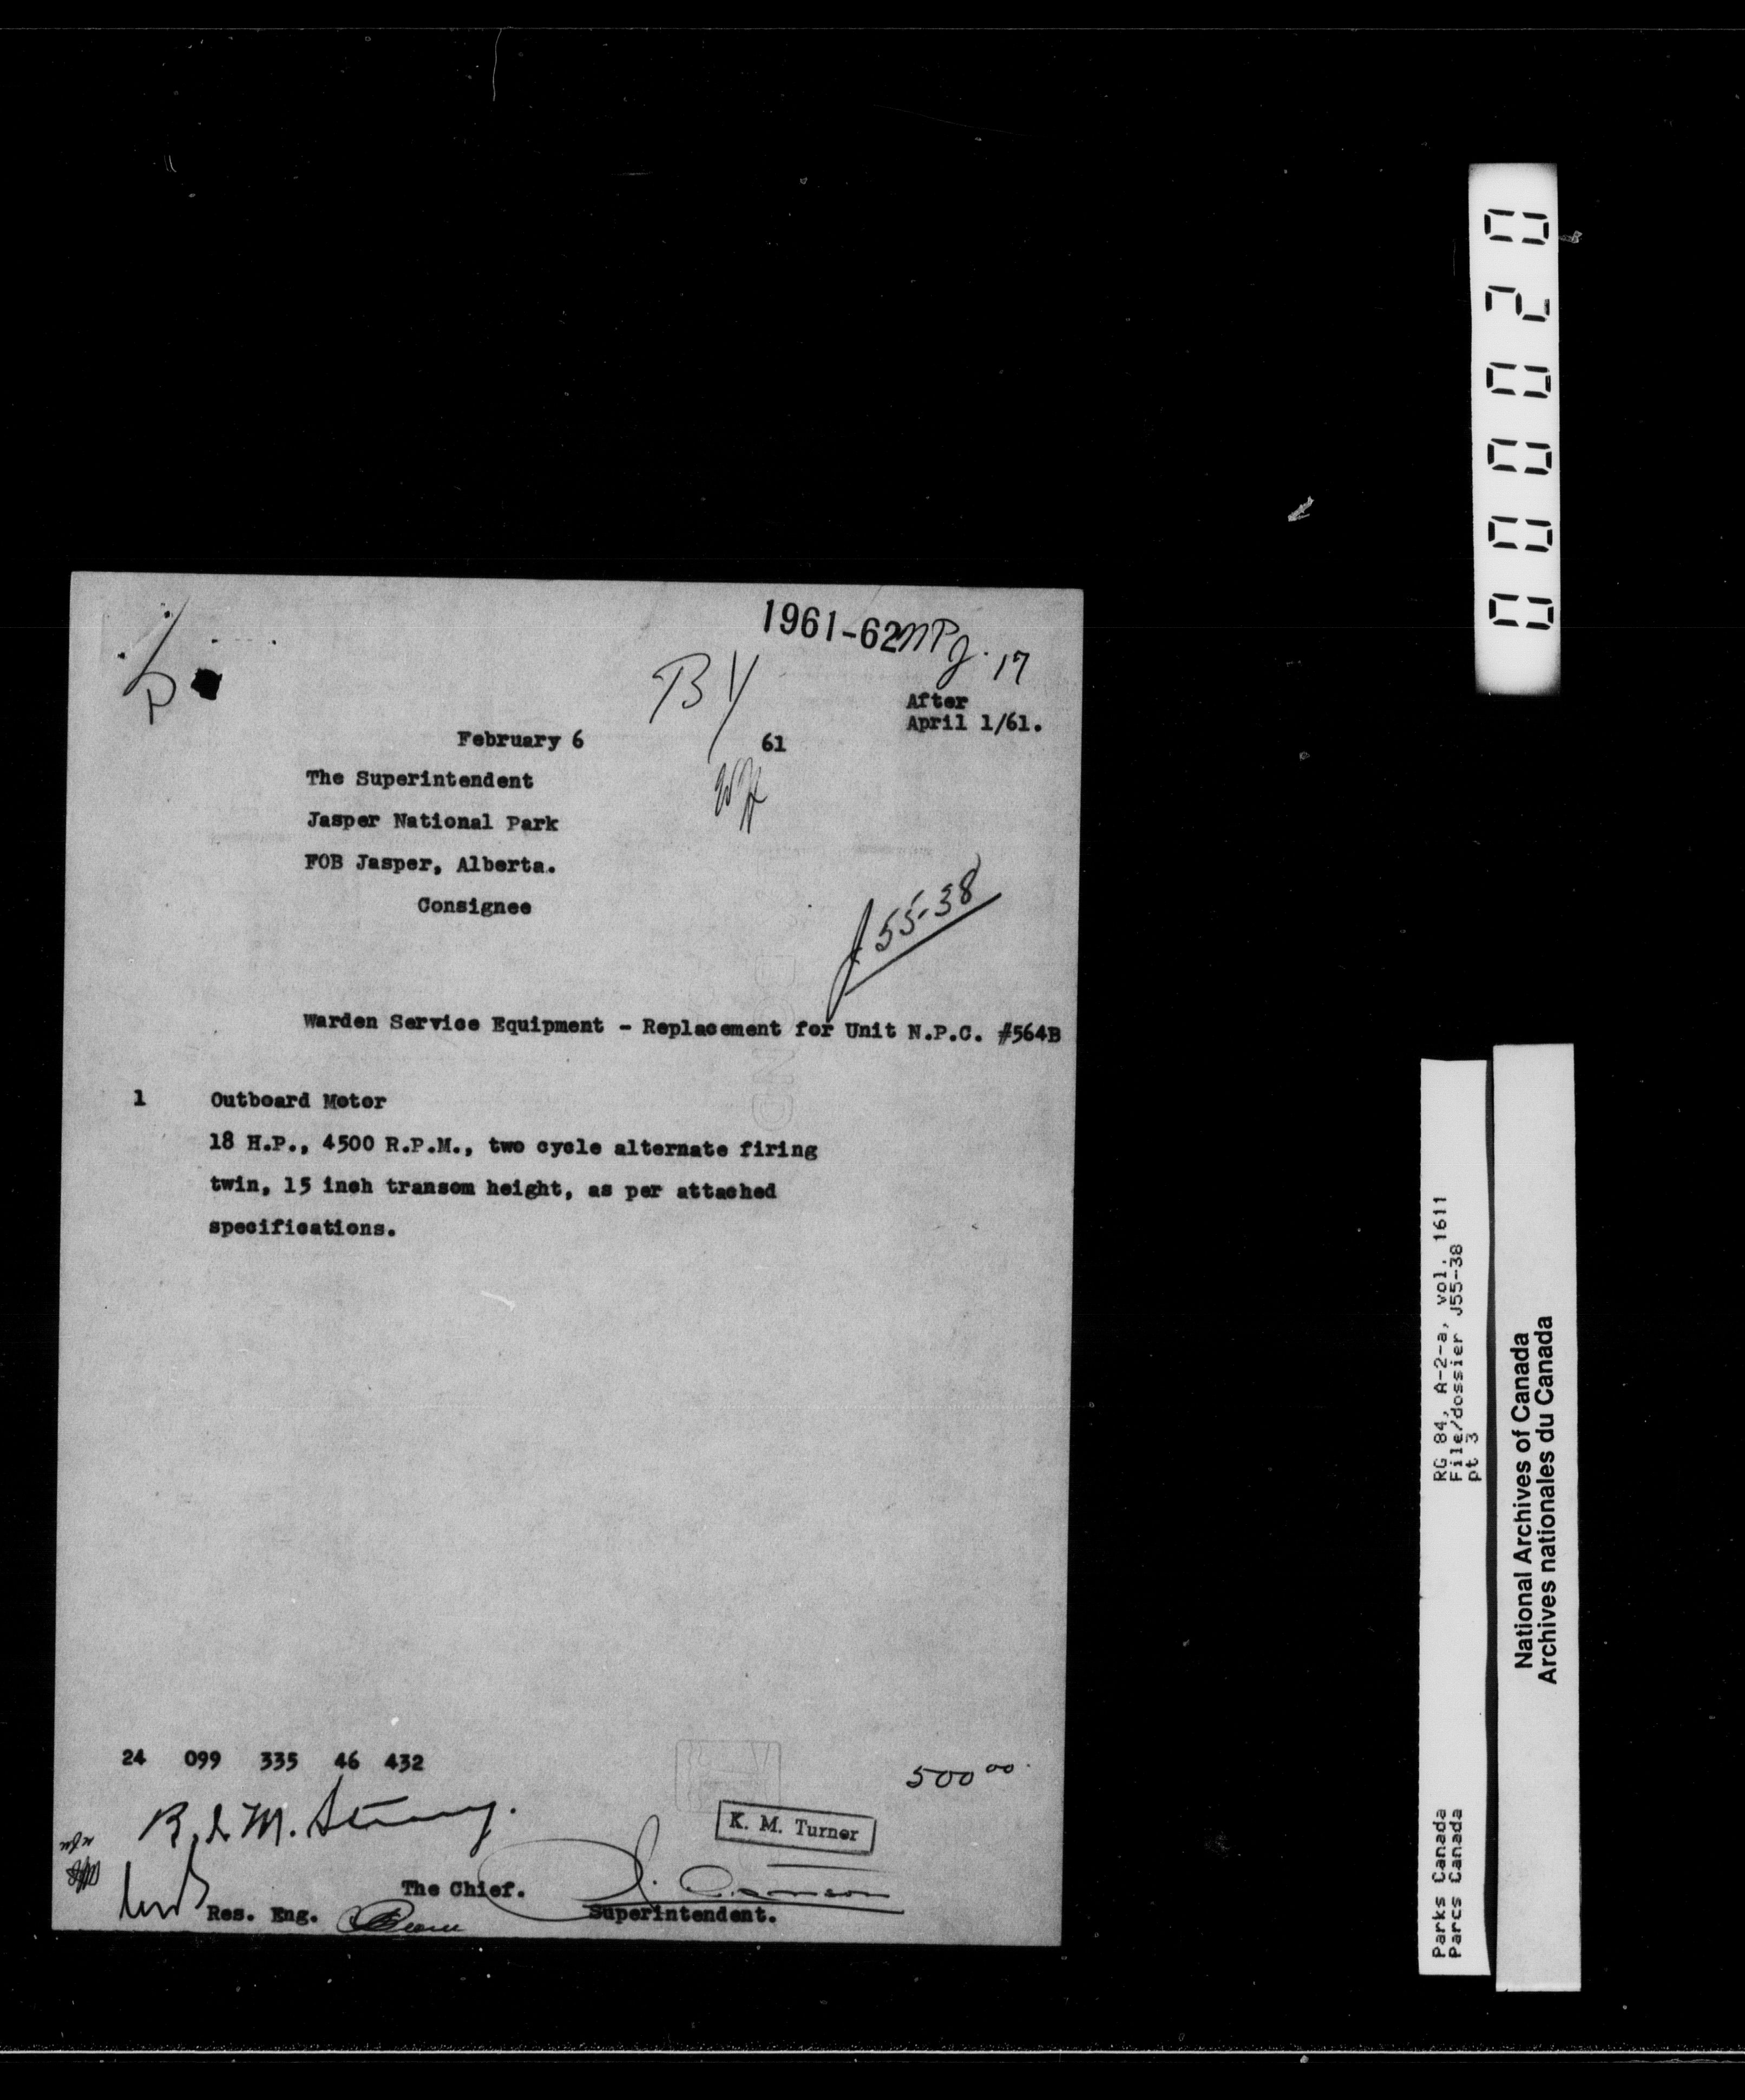 1961-62 NPJ. 17
BY
After
April 1/61.
February 6 61
The Superintendent
Jasper National Park
FOB Jasper, Alberta.
Consignee
J 55-38
Warden Service Equipment - Replacement for Unit N.P.C. #564B
1 Outboard Motor
18 H.P., 4500 R.P.M., two cycle alternate firing
twin, 15 inch transom height, as per attached
specifications.
24 099 335 46 432
500 00
K. M. Turner
The Chief.
Res. Eng.
Superintendent.
000020
RG 84, A-2-a, vol. 1611
File/dossier J55-38
pt 3
Parks Canada
Parcs Canada
National Archives of Canada
Archives nationales du Canada